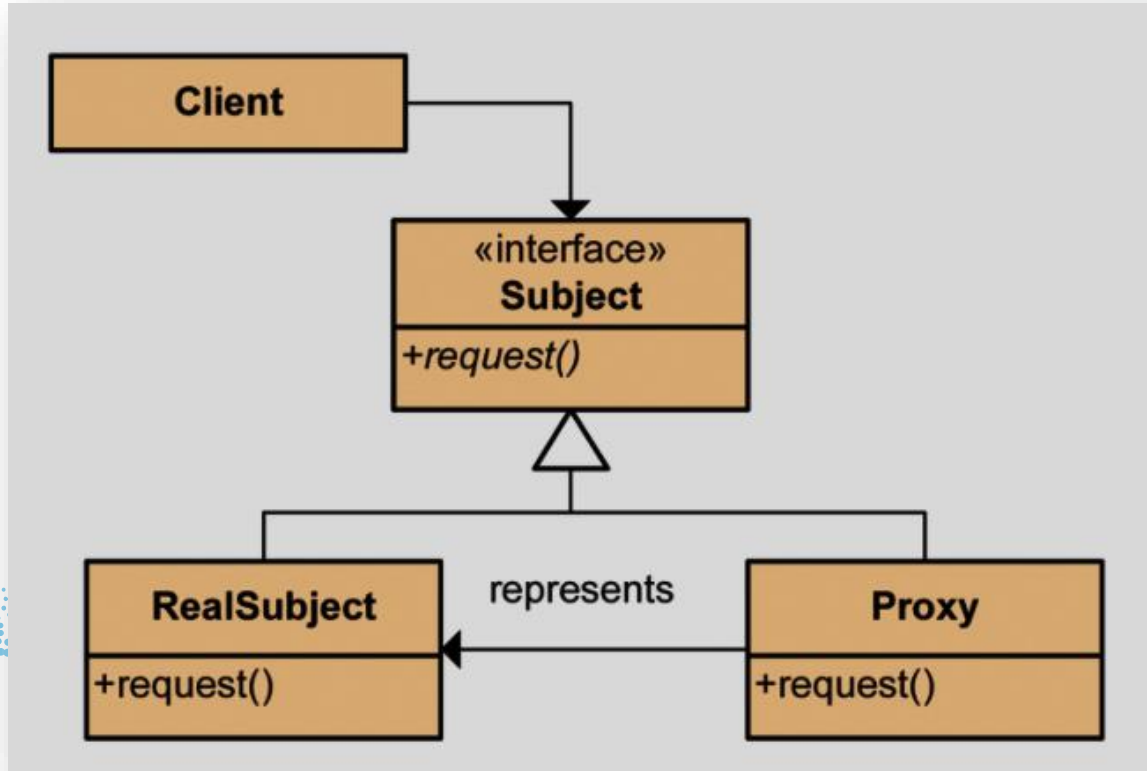 Client
«interface»
Subject
+request()
represents
RealSubject
Proxy
+request()
+request()